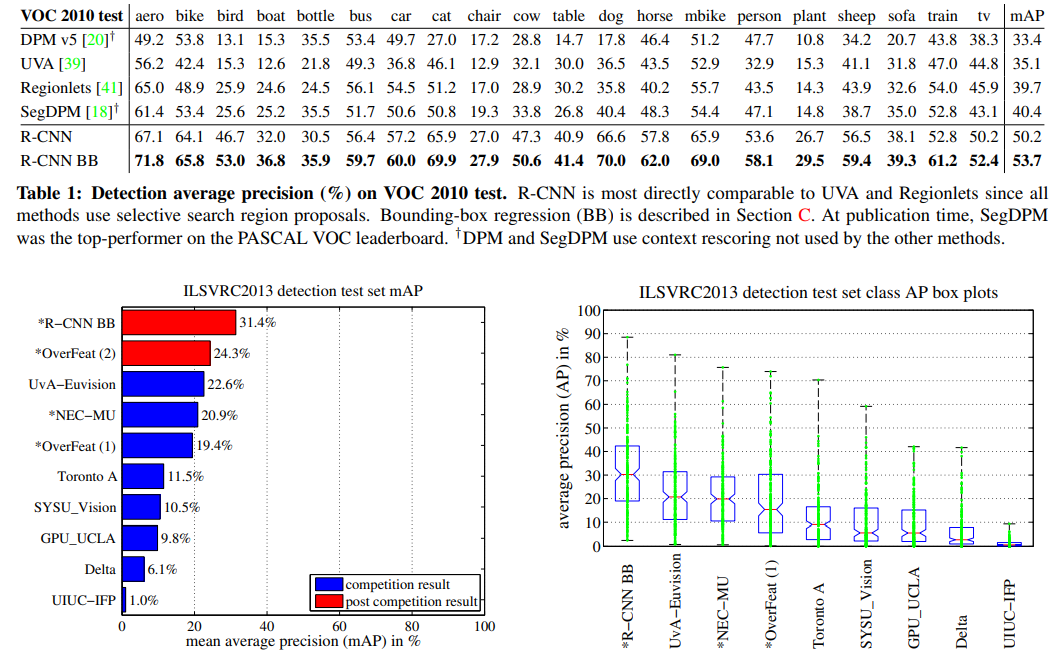 VOC 2010 test aero bike bird boat bottle bus car cat chair cow table dog horse mbike person plant sheep sofa train tv mAP
DPM v5 [20]† 49.2 53.8 13.1 15.3 35.5 53.4 49.7 27.0 17.2 28.8 14.7 17.8 46.4 51.2 47.7 10.8 34.2 20.7 43.8 38.3 33.4
UVA [39] 56.2 42.4 15.3 12.6 21.8 49.3 36.8 46.1 12.9 32.1 30.0 36.5 43.5 52.9 32.9 15.3 41.1 31.8 47.0 44.8 35.1
Regionlets [41] 65.0 48.9 25.9 24.6 24.5 56.1 54.5 51.2 17.0 28.9 30.2 35.8 40.2 55.7 43.5 14.3 43.9 32.6 54.0 45.9 39.7
SegDPM [18]† 61.4 53.4 25.6 25.2 35.5 51.7 50.6 50.8 19.3 33.8 26.8 40.4 48.3 54.4 47.1 14.8 38.7 35.0 52.8 43.1 40.4
R-CNN 67.1 64.1 46.7 32.0 30.5 56.4 57.2 65.9 27.0 47.3 40.9 66.6 57.8 65.9 53.6 26.7 56.5 38.1 52.8 50.2 50.2
R-CNN BB 71.8 65.8 53.0 36.8 35.9 59.7 60.0 69.9 27.9 50.6 41.4 70.0 62.0 69.0 58.1 29.5 59.4 39.3 61.2 52.4 53.7
Table 1: Detection average precision (%) on VOC 2010 test. R-CNN is most directly comparable to UVA and Regionlets since all
methods use selective search region proposals. Bounding-box regression (BB) is described in Section C. At publication time, SegDPM
was the top-performer on the PASCAL VOC leaderboard. †DPM and SegDPM use context rescoring not used by the other methods.
ILSVRC2013 detection test set mAP
*R−CNN BB 31.4%
*OverFeat (2) 24.3%
UvA−Euvision 22.6%
*NEC−MU 20.9%
*OverFeat (1) 19.4%
Toronto A 11.5%
SYSU_Vision 10.5%
GPU_UCLA 9.8%
Delta 6.1%
UIUC−IFP 1.0%
competition result
post competition result
0 20 40 60 80 100
mean average precision (mAP) in %
ILSVRC2013 detection test set class AP box plots
average precision (AP) in %
100
90
80
70
60
50
40
30
20
10
0
*R−CNN BB
UvA−Euvision
*NEC−MU
*OverFeat (1)
Toronto A
SYSU_Vision
GPU_UCLA
Delta
UIUC−IFP